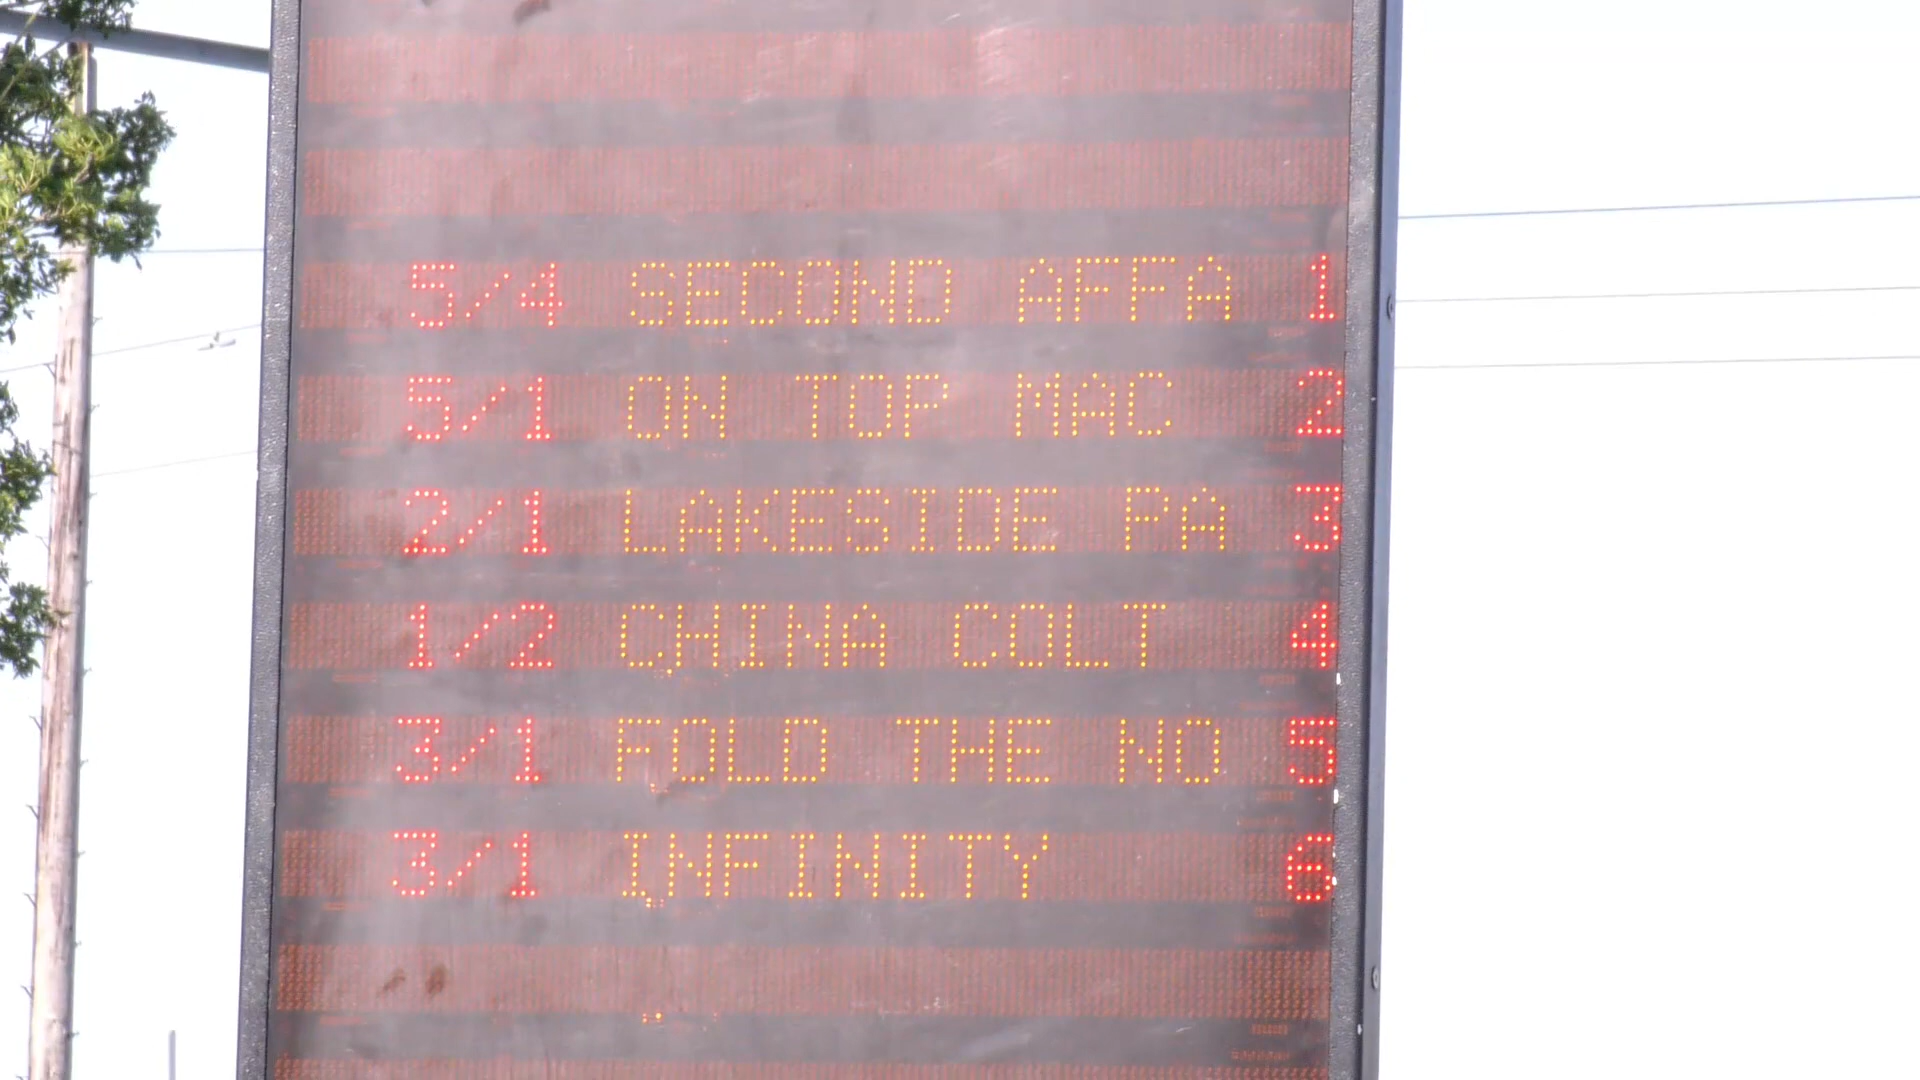 5/4 SECOND AFFA 1
5/1 ON TOP MAC 2
2/1 LAKESIDE PA 3
1/2 CHINA COLT 4
3/1 FOLD THE NO 5
3/1 INFINITY 6